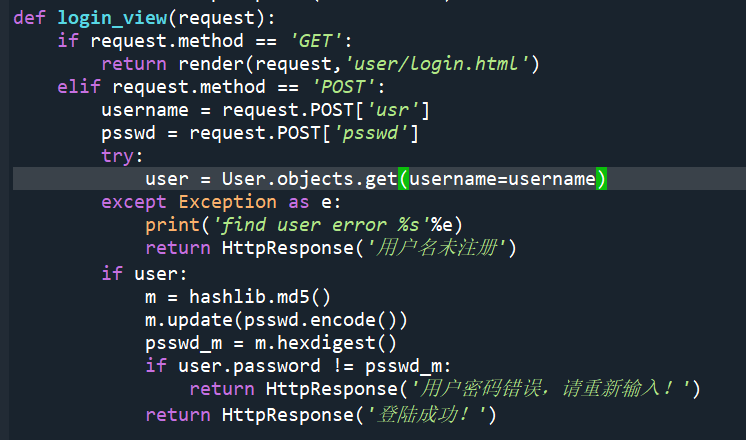 def login_view(request):
    if request.method == 'GET':
        return render(request,'user/login.html')
    elif request.method == 'POST':
        username = request.POST['usr']
        psswd = request.POST['psswd']
        try:
            user = User.objects.get(username=username)
        except Exception as e:
            print('find user error %s'%e)
            return HttpResponse('用户名未注册')
        if user:
            m = hashlib.md5()
            m.update(psswd.encode())
            psswd_m = m.hexdigest()
            if user.password != psswd_m:
                return HttpResponse('用户密码错误，请重新输入！')
            return HttpResponse('登陆成功！')